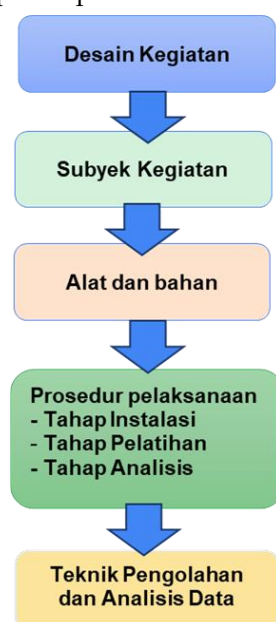 Desain Kegiatan
Subyek Kegiatan
Alat dan bahan
Prosedur pelaksanaan
- Tahap Instalasi
- Tahap Pelatihan
- Tahap Analisis
Teknik Pengolahan
dan Analisis Data